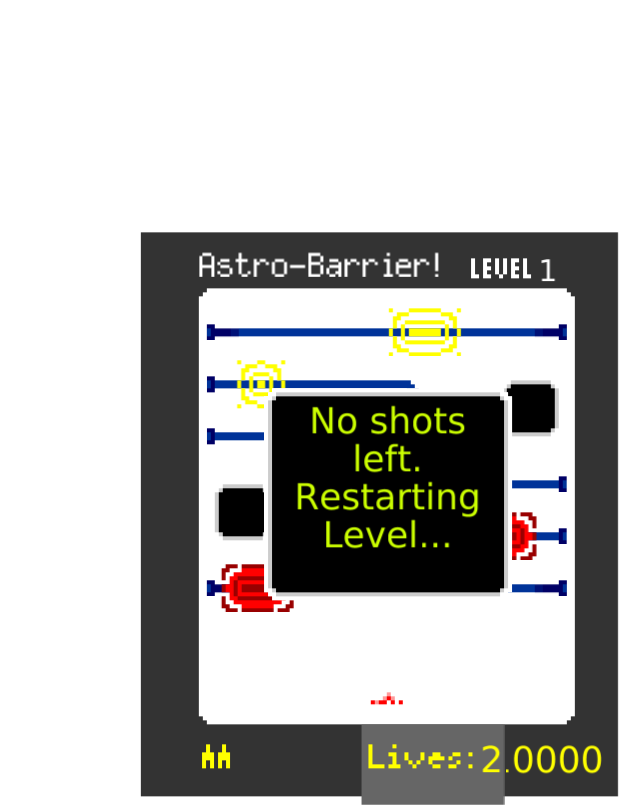 Astro-Barrier! LEVEL 1
No shots
left.
Restarting
Level...
Lives:2.0000